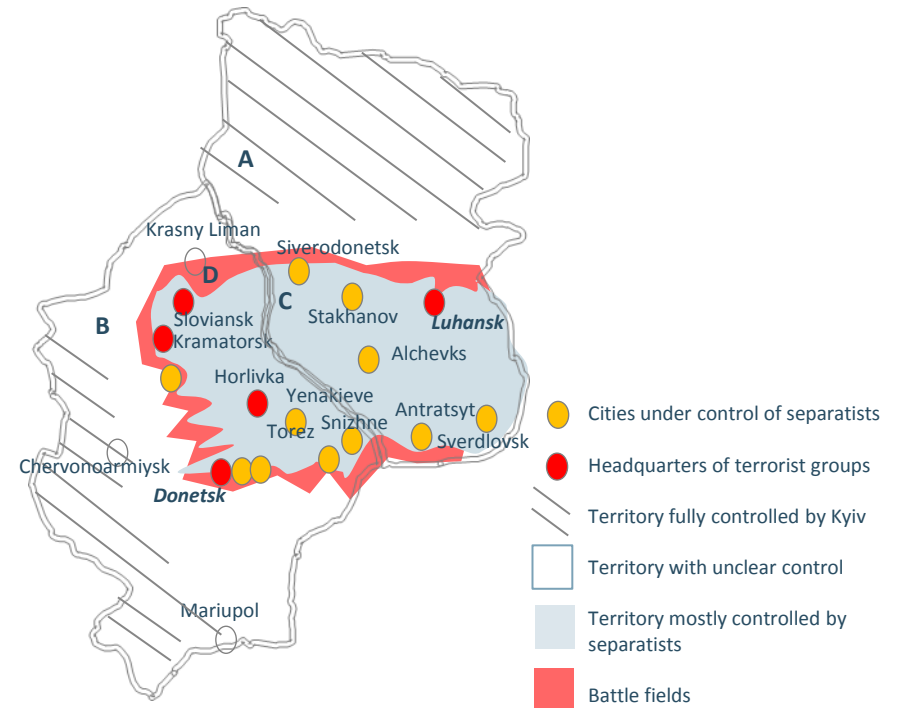 A
Krasny Liman
Siverodonetsk
D
C
Stakhanov
Luhansk
Sloviansk
B
Kramatorsk
Alchevks
Horlivka
Yenakieve
Antratsyt
Snizhne
Torez
Sverdlovsk
Chervonoarmiysk
Donetsk
Mariupol
Cities under control of separatists
Headquarters of terrorist groups
Territory fully controlled by Kyiv
Territory with unclear control
Territory mostly controlled by
separatists
Battle fields